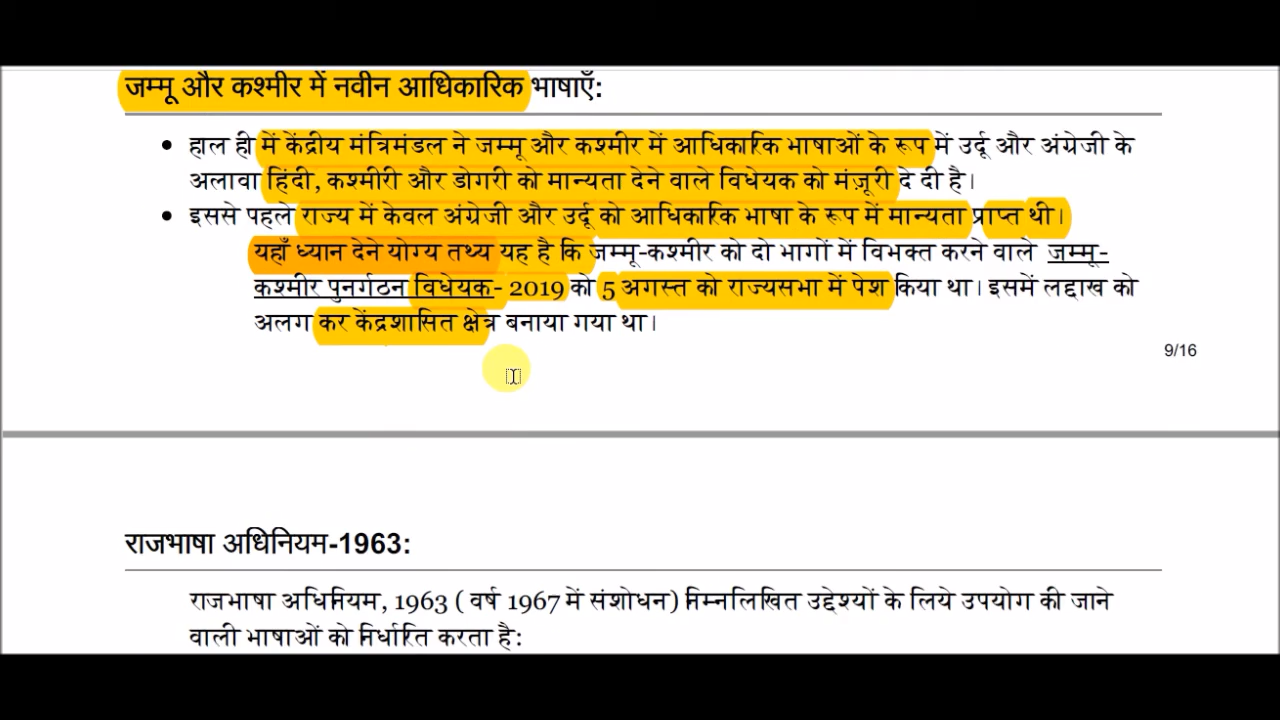 जम्मू और कश्मीर में नवीन आधिकारिक भाषाएँ:
• हाल ही में केंद्रीय मंत्रिमंडल ने जम्मू और कश्मीर में आधिकारिक भाषाओं के रूप में उर्दू और अंग्रेजी के
अलावा हिंदी, कश्मीरी और डोगरी को मान्यता देने वाले विधेयक को मंज़ूरी दे दी है।
• इससे पहले राज्य में केवल अंग्रेजी और उर्दू को आधिकारिक भाषा के रूप में मान्यता प्राप्त थी।
यहाँ ध्यान देने योग्य तथ्य यह है कि जम्मू-कश्मीर को दो भागों में विभक्त करने वाले जम्मू-
कश्मीर पुनर्गठन विधेयक- 2019 को 5 अगस्त को राज्यसभा में पेश किया था। इसमें लद्दाख को
अलग कर केंद्रशासित क्षेत्र बनाया गया था।
9/16
राजभाषा अधिनियम-1963:
राजभाषा अधिनियम, 1963 ( वर्ष 1967 में संशोधन) निम्नलिखित उद्देश्यों के लिये उपयोग की जाने
वाली भाषाओं को निर्धारित करता है: